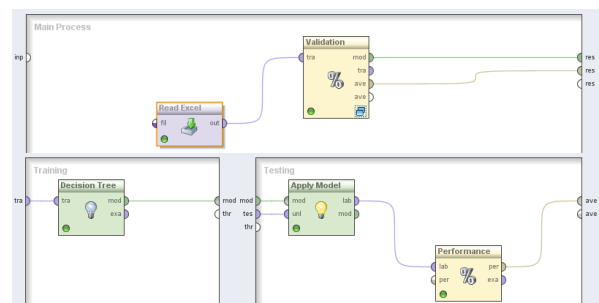 Main Process
Validation
inp
tra
mod
res
tra
res
%
ave
res
ave
Read Excel
fil
out
Training
Testing
Decision Tree
Apply Model
tra
tra
mod
mod
mod
mod
lab
ave
exa
thr
tes
unl
mod
ave
thr
Performance
lab
per
%
per
exa